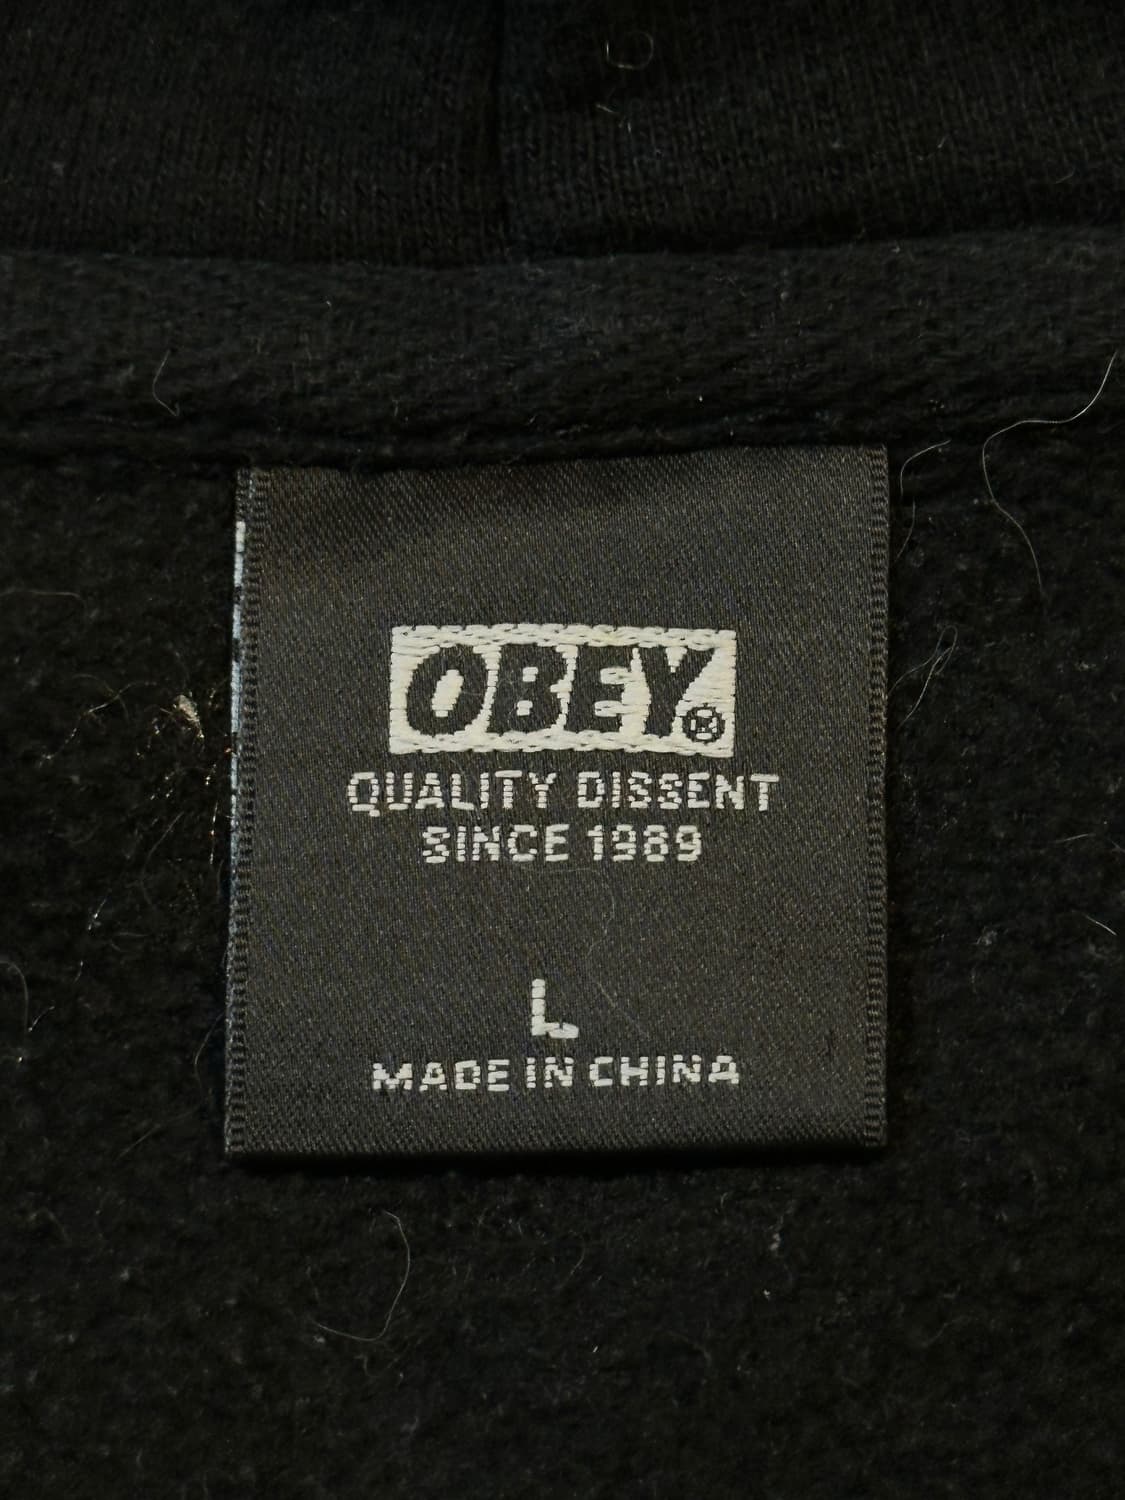 OBEY®
QUALITY DISSENT
SINCE 1989
L
MADE IN CHINA